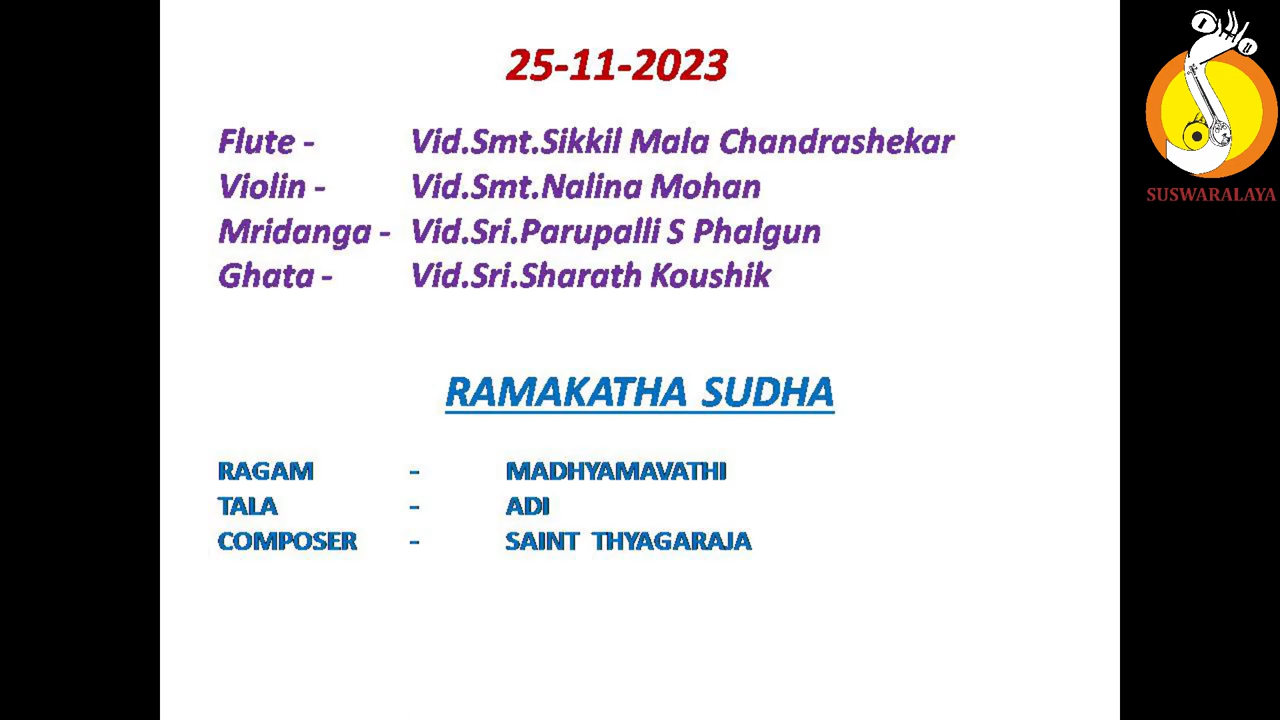 25-11-2023
Flute - Vid.Smt.Sikkil Mala Chandrashekar
Violin - Vid.Smt.Nalina Mohan
Mridanga - Vid.Sri.Parupalli S Phalgun
Ghata - Vid.Sri.Sharath Koushik
RAMAKATHA SUDHA
RAGAM - MADHYAMAVATHI
TALA - ADI
COMPOSER - SAINT THYAGARAJA
SUSWARALAYA